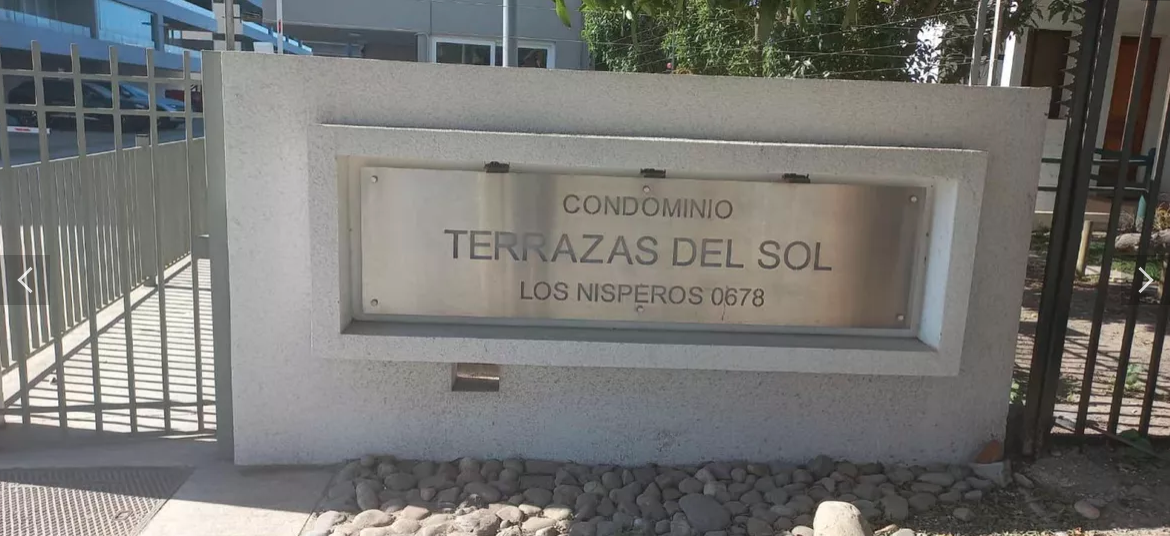 CONDOMINIO
TERRAZAS DEL SOL
LOS NISPEROS 0678